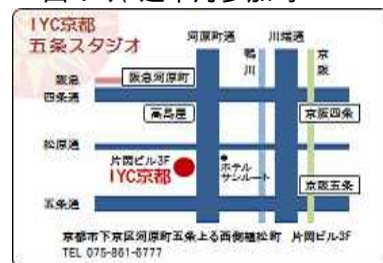 IYC京都
五条スタジオ
河原町通 川端通
鴨川
京阪
阪急
阪急河原町
四条通
高島屋
京阪四条
松原通
片岡ビル3F
IYC京都
ホテル
サンルート
京阪五条
五条通
京都市下京区河原町五条上る西側植松町 片岡ビル3F
TEL 075-861-6777